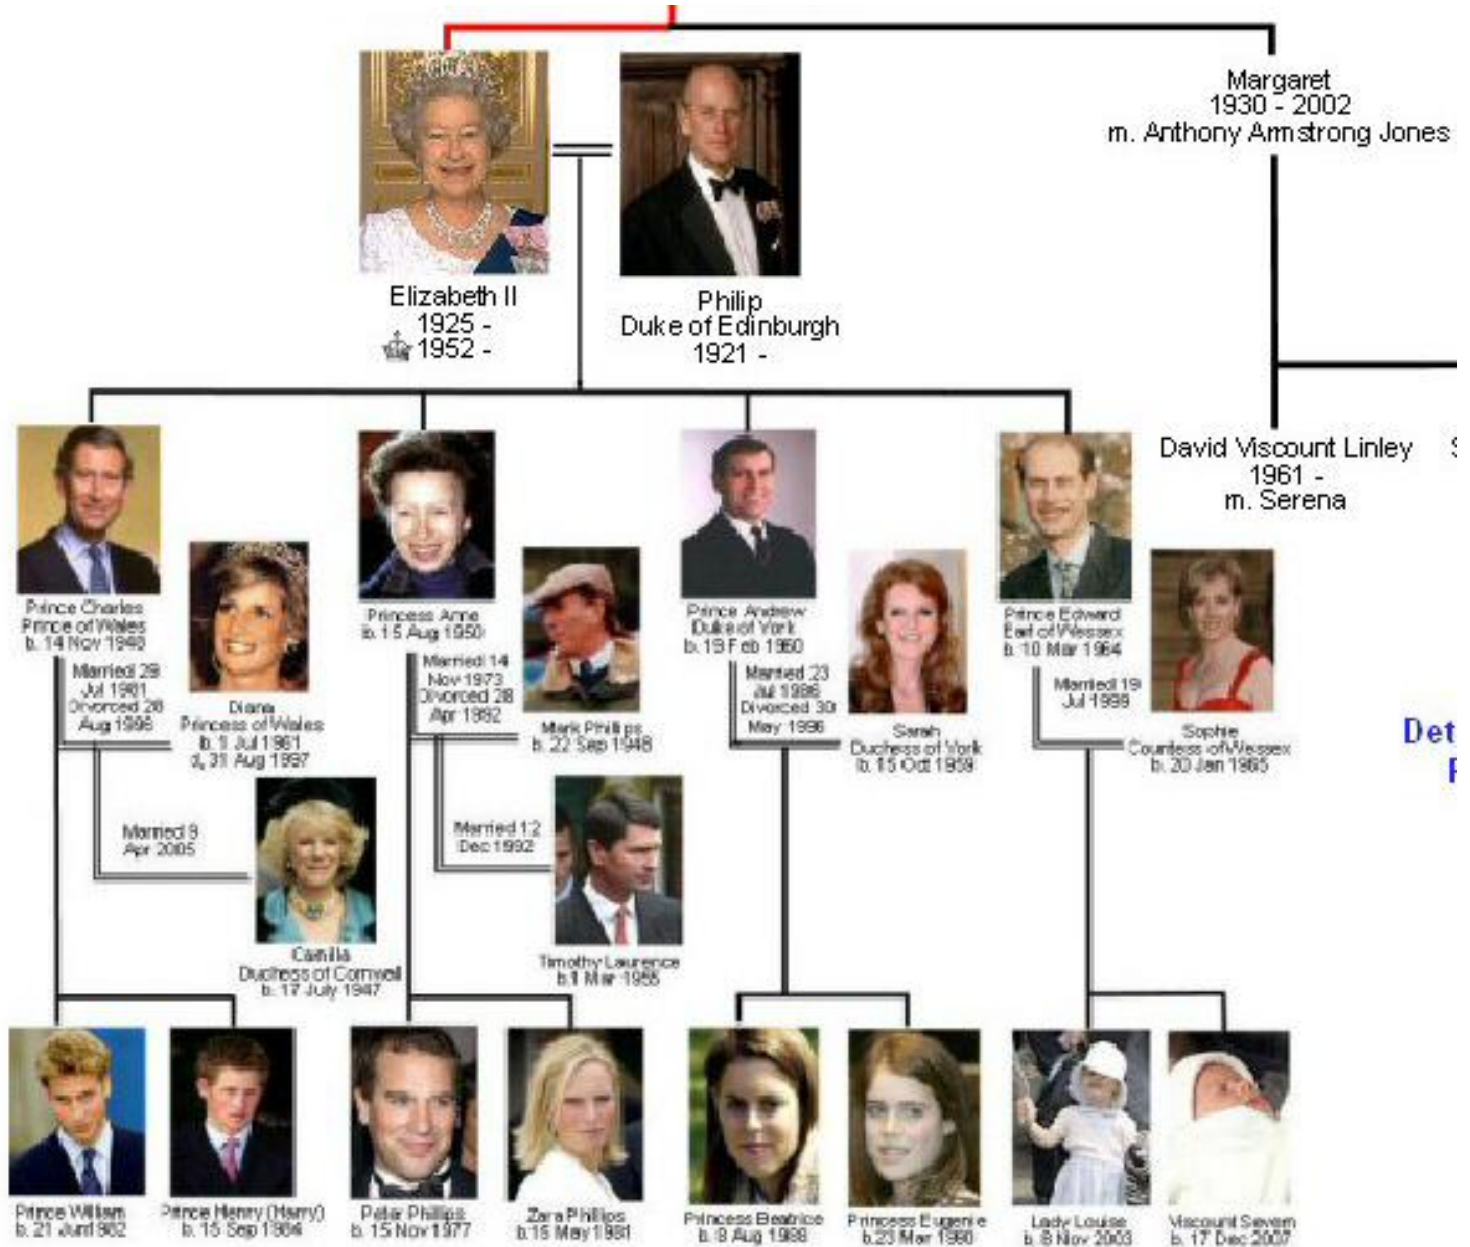 Margaret
1930 - 2002
m. Anthony Armstrong Jones
Elizabeth II
1925 -
1952 -
Philip
Duke of Edinburgh
1921 -
David Viscount Linley
1961 -
m. Serena
Prince Charles
Prince of Wales
b. 14 Nov 1948
Married 29
Jul 1981
Divorced 28
Aug 1996
Diana
Princess of Wales
b. 1 Jul 1961
d. 31 Aug 1997
Married 9
Apr 2005
Camilla
Duchess of Cornwall
b. 17 July 1947
Princess Anne
b. 15 Aug 1950
Married 14
Nov 1973
Divorced 28
Apr 1992
Mark Phillips
b. 22 Sep 1948
Married 12
Dec 1992
Timothy Laurence
b. 1 Mar 1955
Prince Andrew
Duke of York
b. 19 Feb 1960
Married 23
Jul 1986
Divorced 30
May 1996
Sarah
Duchess of York
b. 15 Oct 1959
Prince Edward
Earl of Wessex
b. 10 Mar 1964
Married 19
Jul 1999
Sophie
Countess of Wessex
b. 20 Jan 1965
Det
Prince William
b. 21 Jun 1982
Prince Henry (Harry)
b. 15 Sep 1984
Peter Phillips
b. 15 Nov 1977
Zara Phillips
b. 15 May 1981
Princess Beatrice
b. 8 Aug 1988
Princess Eugenie
b. 23 Mar 1990
Lady Louise
b. 8 Nov 2003
Viscount Severn
b. 17 Dec 2007